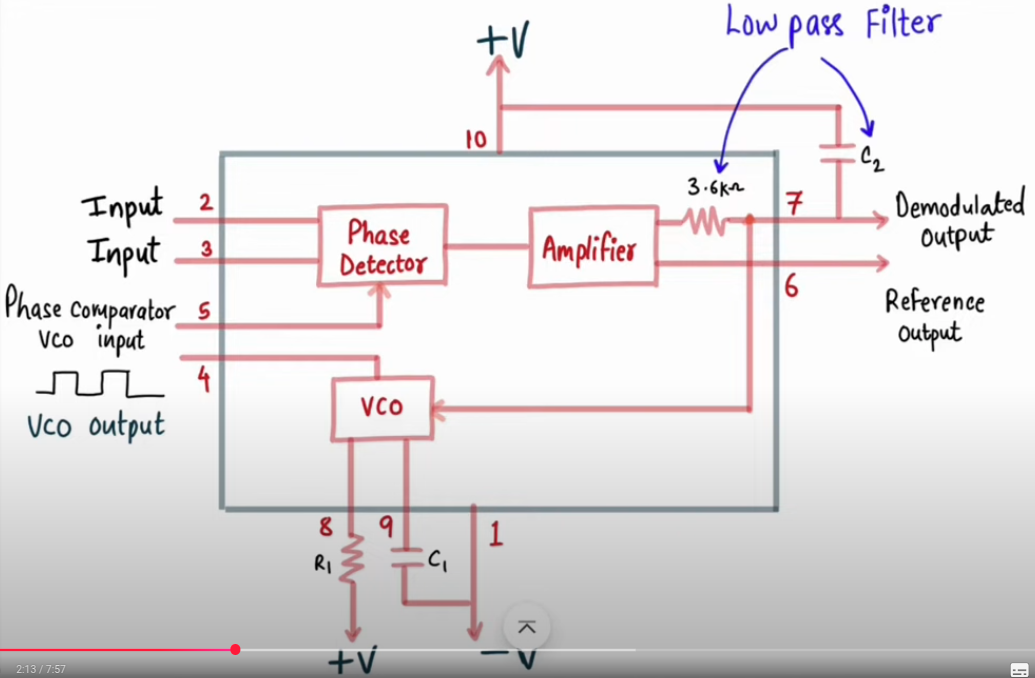 Low pass Filter
+V
10
C2
3.6kΩ
Input 2
7
Demodulated
Output
Input 3
Phase
Detector
Amplifier
6
Reference
Output
Phase Comparator 5
VCO input
4
VCO
VCO Output
8
9
1
R1
C1
+V
-V
2:13 / 7:57